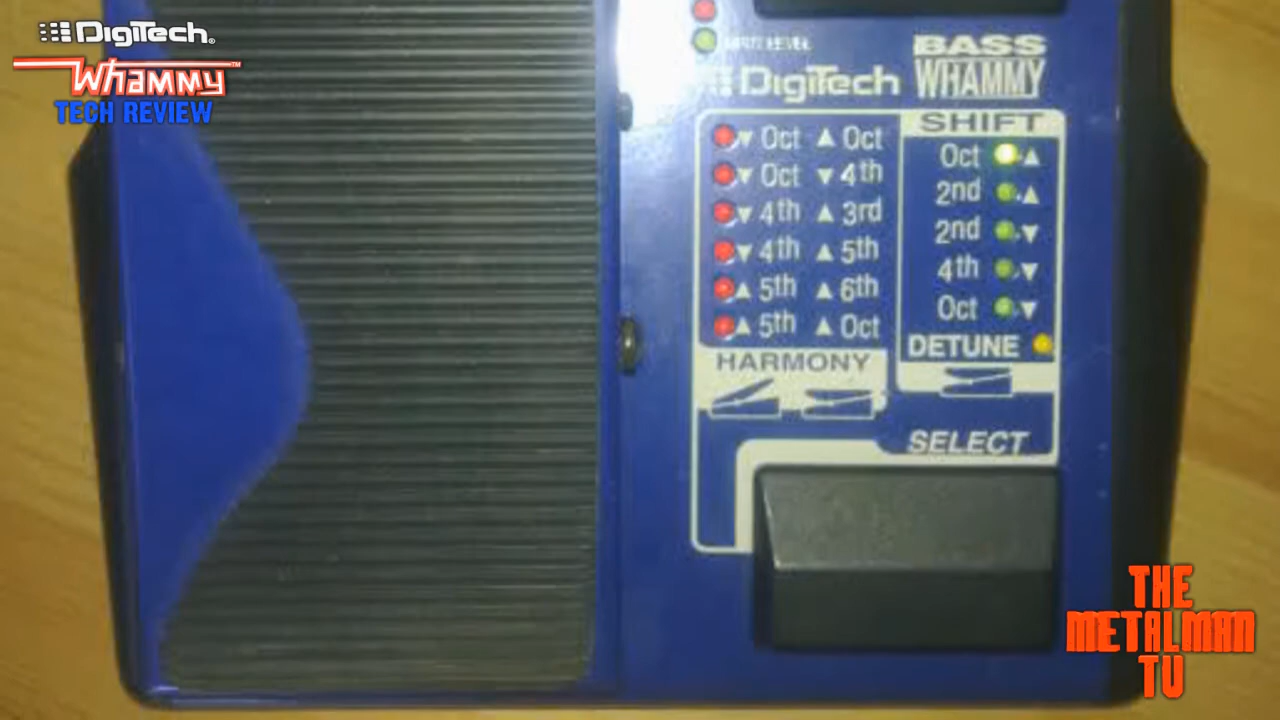 DigiTech®
Whammy™
TECH REVIEW
BASS
WHAMMY
DigiTech
SHIFT
▼ Oct ▲ Oct
▼ Oct ▼ 4th
▼ 4th ▲ 3rd
▼ 4th ▲ 5th
▲ 5th ▲ 6th
▲ 5th ▲ Oct
HARMONY
Oct ▲
2nd ▲
2nd ▼
4th ▼
Oct ▼
DETUNE
SELECT
THE
METALMAN
TV